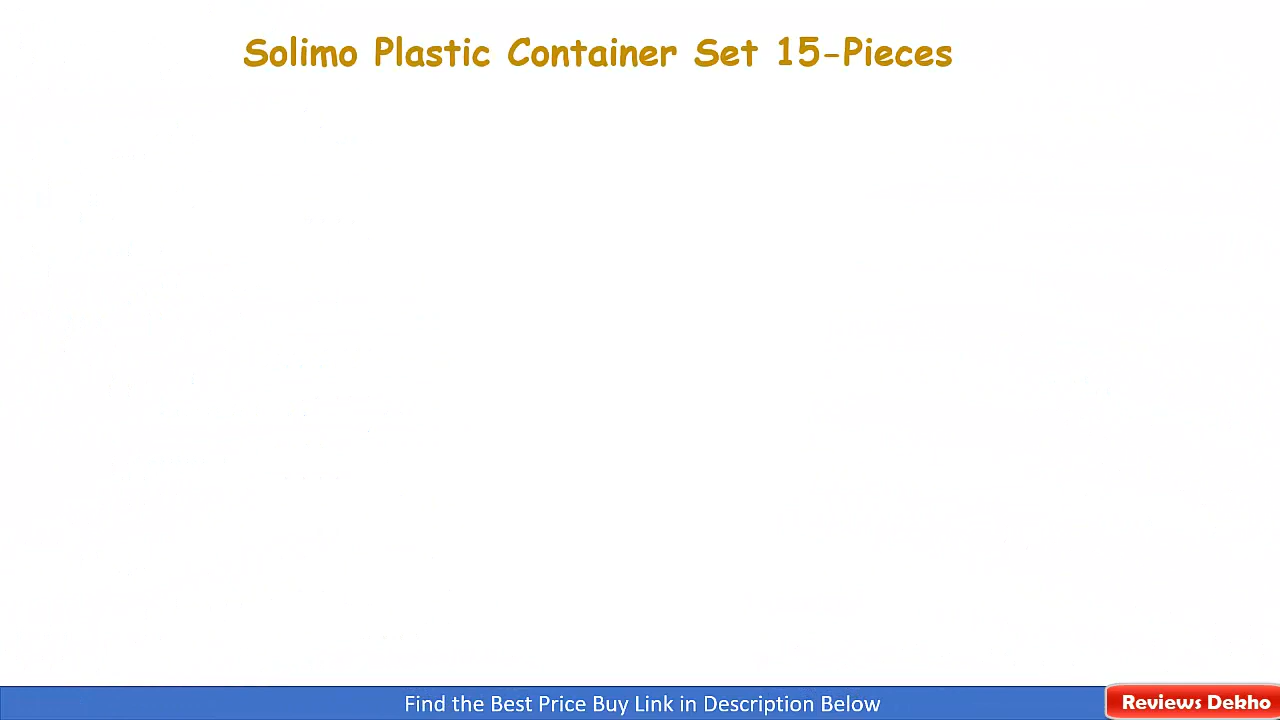 Solimo Plastic Container Set 15-Pieces
Find the Best Price Buy Link in Description Below
Reviews Dekho